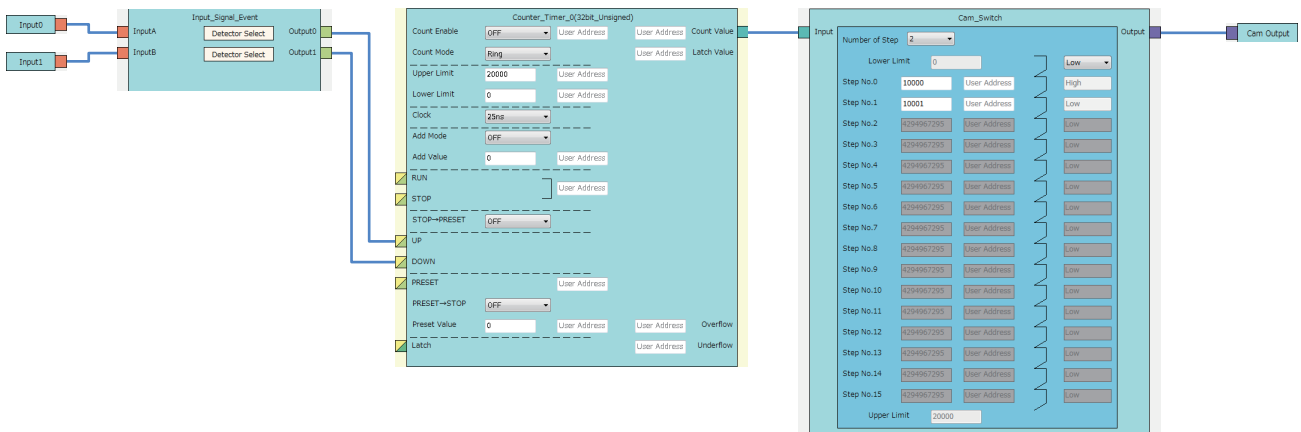 Input0
Input1
Input_Signal_Event
InputA Detector Select Output0
InputB Detector Select Output1
Counter_Timer_0(32bit_Unsigned)
Count Enable OFF User Address User Address Count Value
Count Mode Ring User Address Latch Value
Upper Limit 20000 User Address
Lower Limit 0 User Address
Clock 25ns
Add Mode OFF
Add Value 0 User Address
RUN
User Address
STOP
STOP→PRESET OFF
UP
DOWN
PRESET User Address
PRESET→STOP OFF
Preset Value 0 User Address User Address Overflow
Latch User Address Underflow
Cam_Switch
Input Number of Step 2 Output
Lower Limit 0 Low
Step No.0 10000 User Address High
Step No.1 10001 User Address Low
Step No.2 4294967295 User Address Low
Step No.3 4294967295 User Address Low
Step No.4 4294967295 User Address Low
Step No.5 4294967295 User Address Low
Step No.6 4294967295 User Address Low
Step No.7 4294967295 User Address Low
Step No.8 4294967295 User Address Low
Step No.9 4294967295 User Address Low
Step No.10 4294967295 User Address Low
Step No.11 4294967295 User Address Low
Step No.12 4294967295 User Address Low
Step No.13 4294967295 User Address Low
Step No.14 4294967295 User Address Low
Step No.15 4294967295 User Address Low
Upper Limit 20000
Cam Output